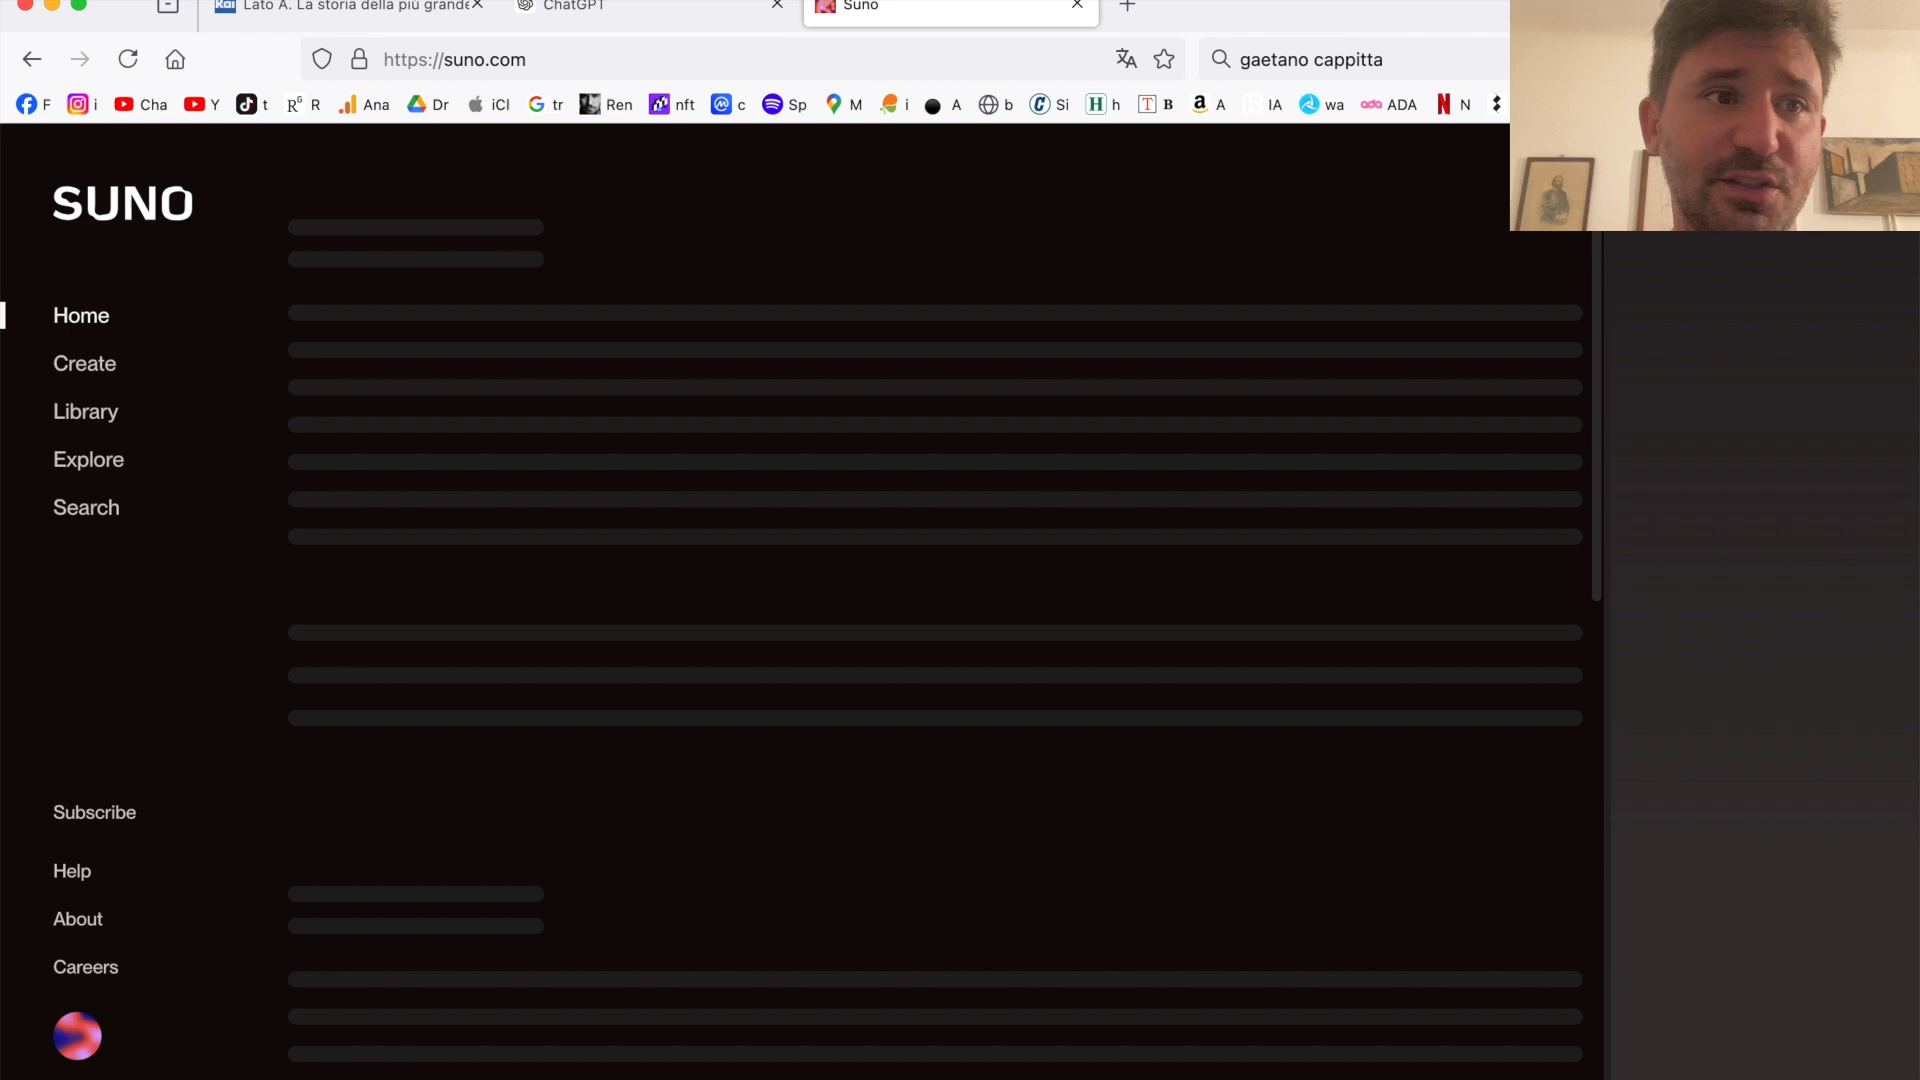 Lato A. La storia della più grande
ChatGPT
Suno
https://suno.com
gaetano cappitta
F i Cha Y t R Ana Dr iCl tr Ren nft c Sp M i A b Si h B A IA wa ADA N
SUNO
Home
Create
Library
Explore
Search
Subscribe
Help
About
Careers